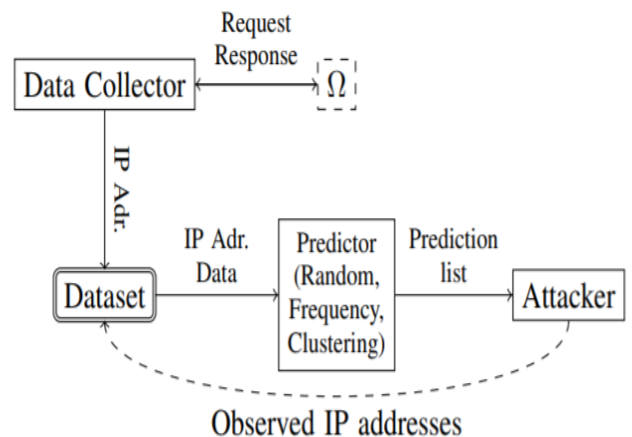 Request
Response
Data Collector
Ω
IP Adr.
IP Adr.
Data
Predictor
(Random,
Frequency,
Clustering)
Prediction
list
Dataset
Attacker
Observed IP addresses